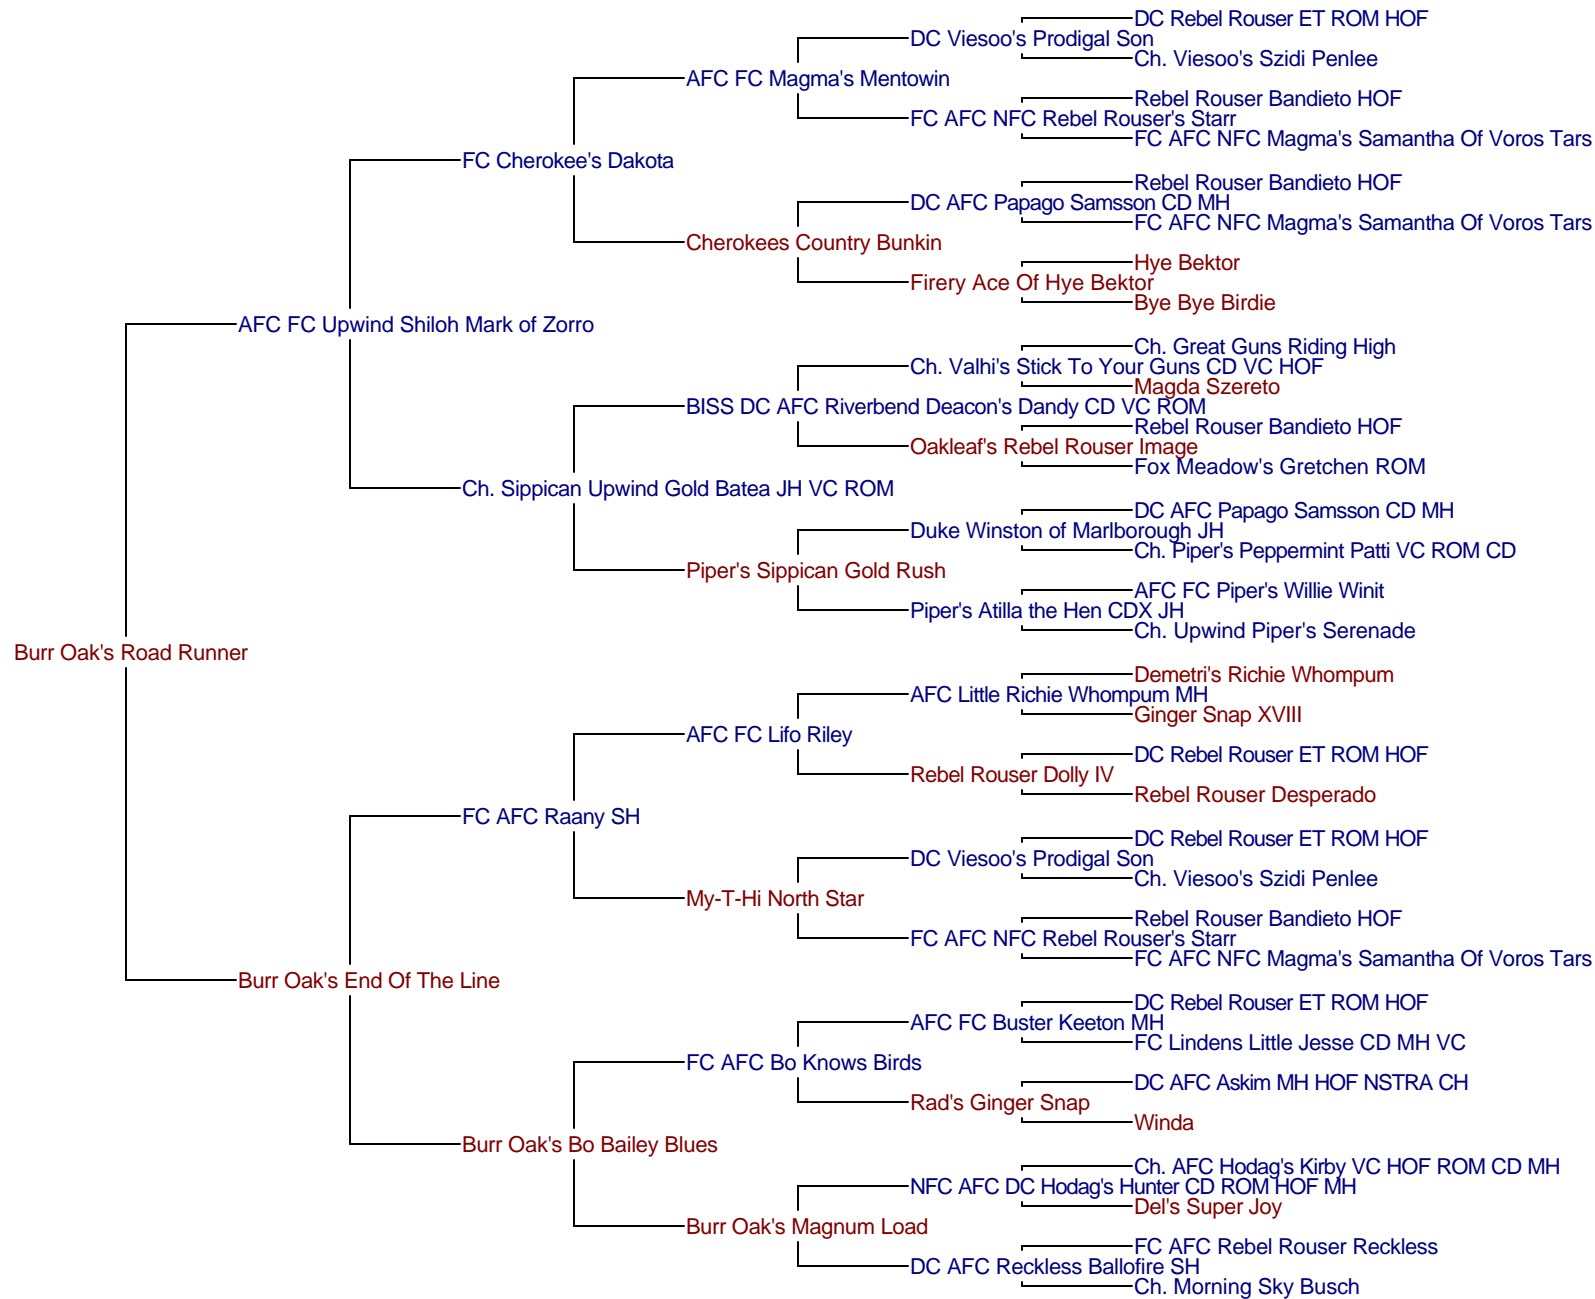 DC Rebel Rouser ET ROM HOF
DC Viesoo's Prodigal Son
Ch. Viesoo's Szidi Penlee
AFC FC Magma's Mentowin
Rebel Rouser Bandieto HOF
FC AFC NFC Rebel Rouser's Starr
FC AFC NFC Magma's Samantha Of Voros Tars
FC Cherokee's Dakota
Rebel Rouser Bandieto HOF
DC AFC Papago Samsson CD MH
FC AFC NFC Magma's Samantha Of Voros Tars
Cherokees Country Bunkin
Hye Bektor
Firery Ace Of Hye Bektor
Bye Bye Birdie
AFC FC Upwind Shiloh Mark of Zorro
Ch. Great Guns Riding High
Ch. Valhi's Stick To Your Guns CD VC HOF
Magda Szereto
BISS DC AFC Riverbend Deacon's Dandy CD VC ROM
Rebel Rouser Bandieto HOF
Oakleaf's Rebel Rouser Image
Fox Meadow's Gretchen ROM
Ch. Sippican Upwind Gold Batea JH VC ROM
DC AFC Papago Samsson CD MH
Duke Winston of Marlborough JH
Ch. Piper's Peppermint Patti VC ROM CD
Piper's Sippican Gold Rush
AFC FC Piper's Willie Winit
Piper's Atilla the Hen CDX JH
Ch. Upwind Piper's Serenade
Burr Oak's Road Runner
Demetri's Richie Whompum
AFC Little Richie Whompum MH
Ginger Snap XVIII
AFC FC Lifo Riley
DC Rebel Rouser ET ROM HOF
Rebel Rouser Dolly IV
Rebel Rouser Desperado
FC AFC Raany SH
DC Rebel Rouser ET ROM HOF
DC Viesoo's Prodigal Son
Ch. Viesoo's Szidi Penlee
My-T-Hi North Star
Rebel Rouser Bandieto HOF
FC AFC NFC Rebel Rouser's Starr
FC AFC NFC Magma's Samantha Of Voros Tars
Burr Oak's End Of The Line
DC Rebel Rouser ET ROM HOF
AFC FC Buster Keeton MH
FC Lindens Little Jesse CD MH VC
FC AFC Bo Knows Birds
DC AFC Askim MH HOF NSTRA CH
Rad's Ginger Snap
Winda
Burr Oak's Bo Bailey Blues
Ch. AFC Hodag's Kirby VC HOF ROM CD MH
NFC AFC DC Hodag's Hunter CD ROM HOF MH
Del's Super Joy
Burr Oak's Magnum Load
FC AFC Rebel Rouser Reckless
DC AFC Reckless Ballofire SH
Ch. Morning Sky Busch